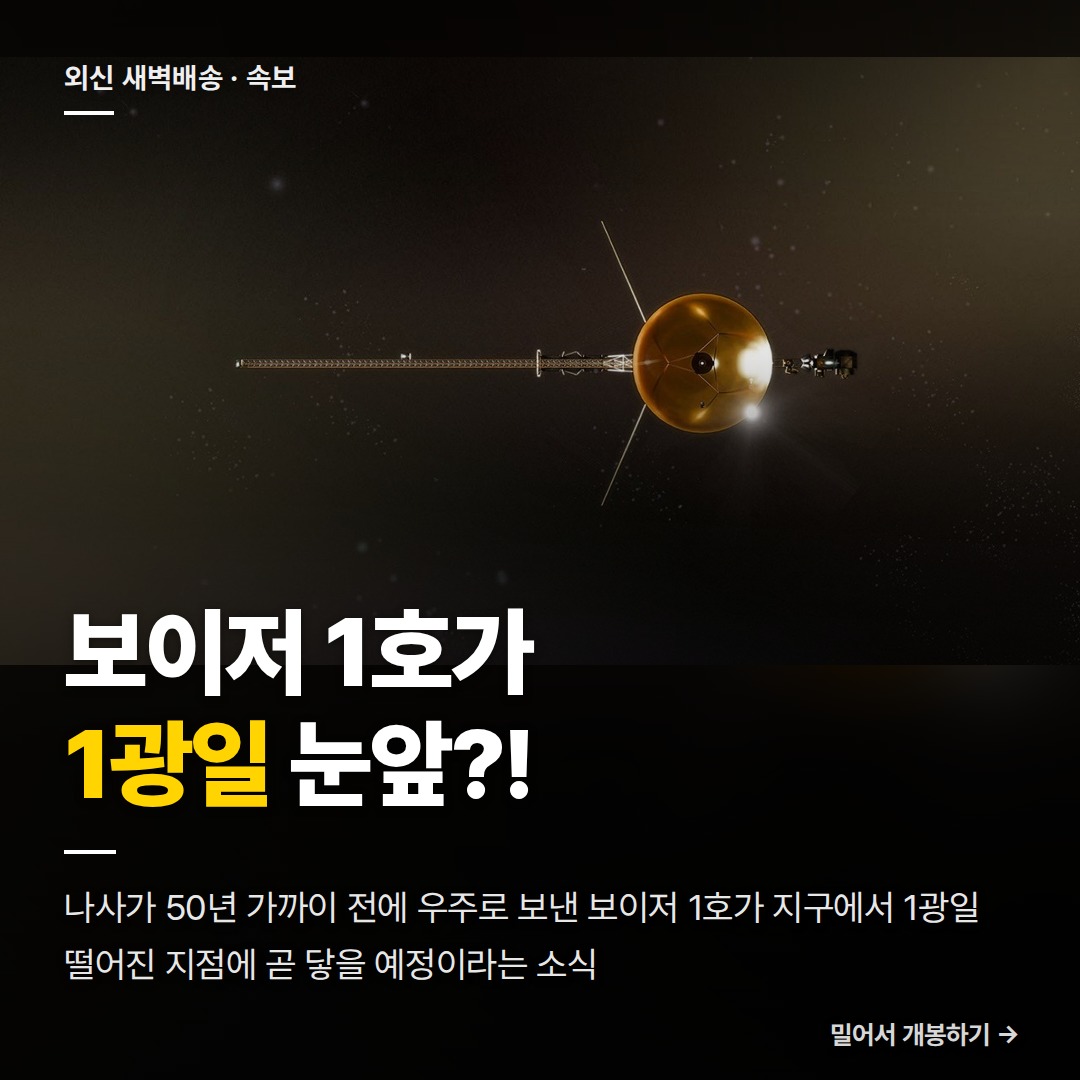 외신 새벽배송 · 속보
보이저 1호가
1광일 눈앞?!
나사가 50년 가까이 전에 우주로 보낸 보이저 1호가 지구에서 1광일
떨어진 지점에 곧 닿을 예정이라는 소식
밀어서 개봉하기 →